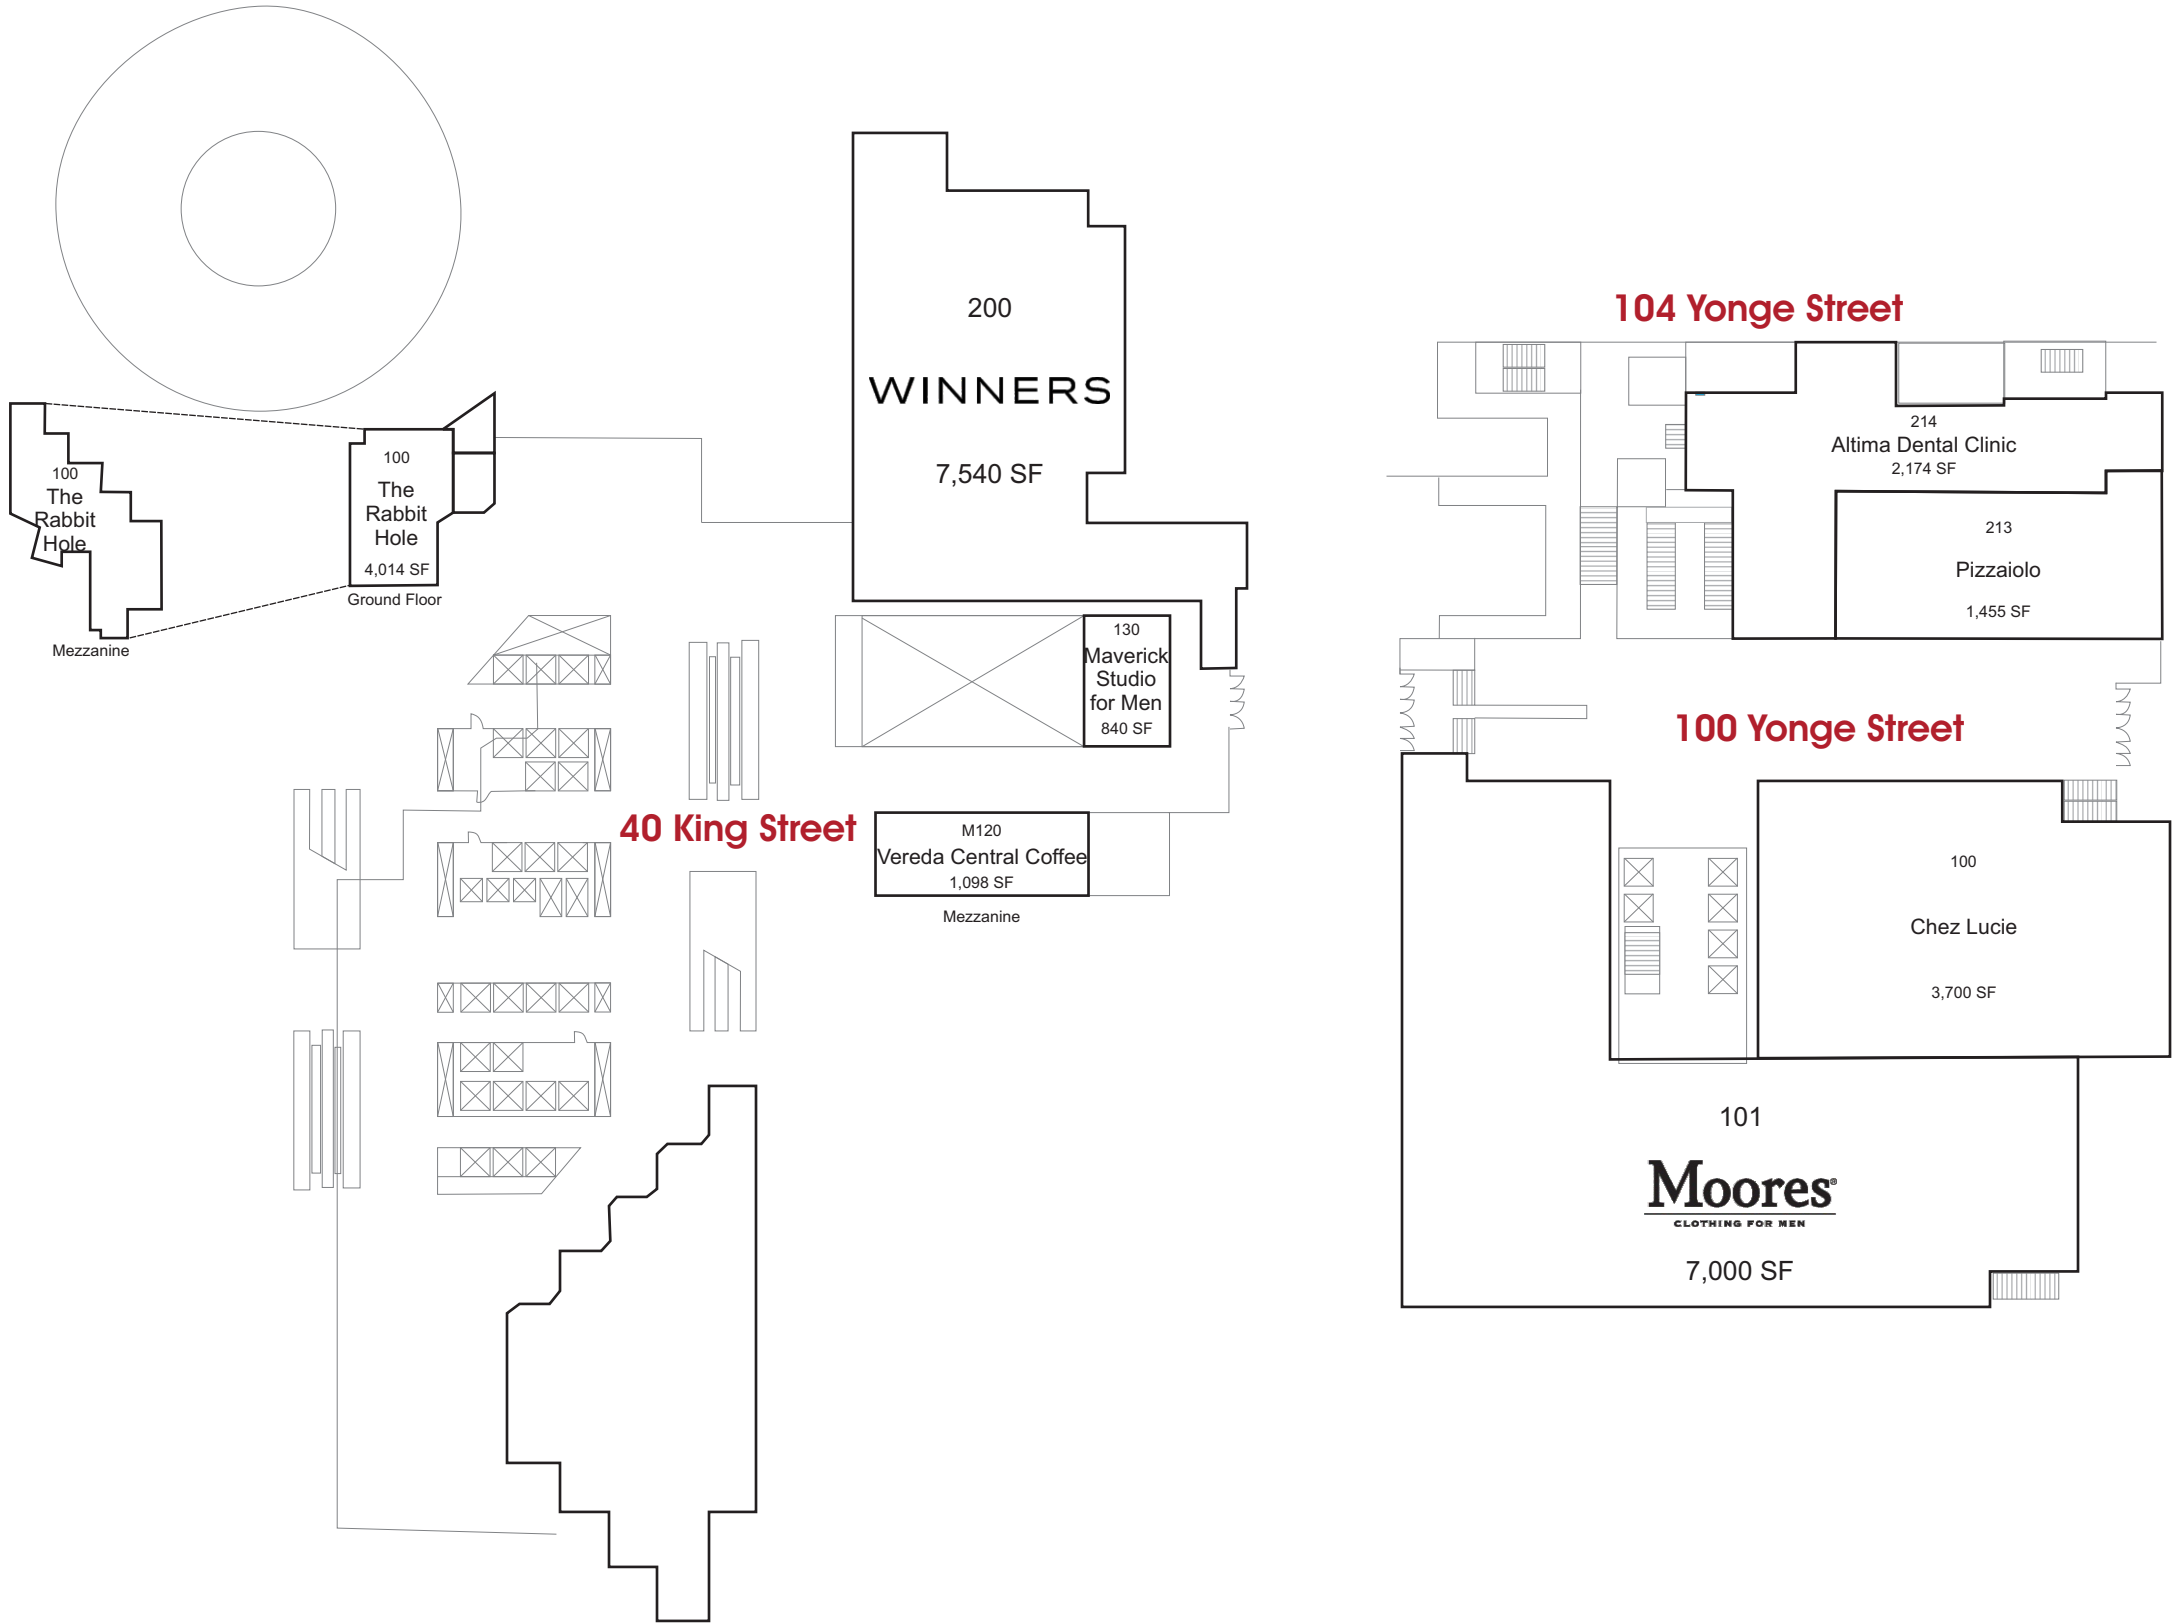 200
WINNERS
7,540 SF
104 Yonge Street
214
Altima Dental Clinic
2,174 SF
213
Pizzaiolo
1,455 SF
100
The
Rabbit
Hole
Mezzanine
100
The
Rabbit
Hole
4,014 SF
Ground Floor
130
Maverick
Studio
for Men
840 SF
100 Yonge Street
40 King Street
M120
Vereda Central Coffee
1,098 SF
Mezzanine
100
Chez Lucie
3,700 SF
101
Moores®
CLOTHING FOR MEN
7,000 SF